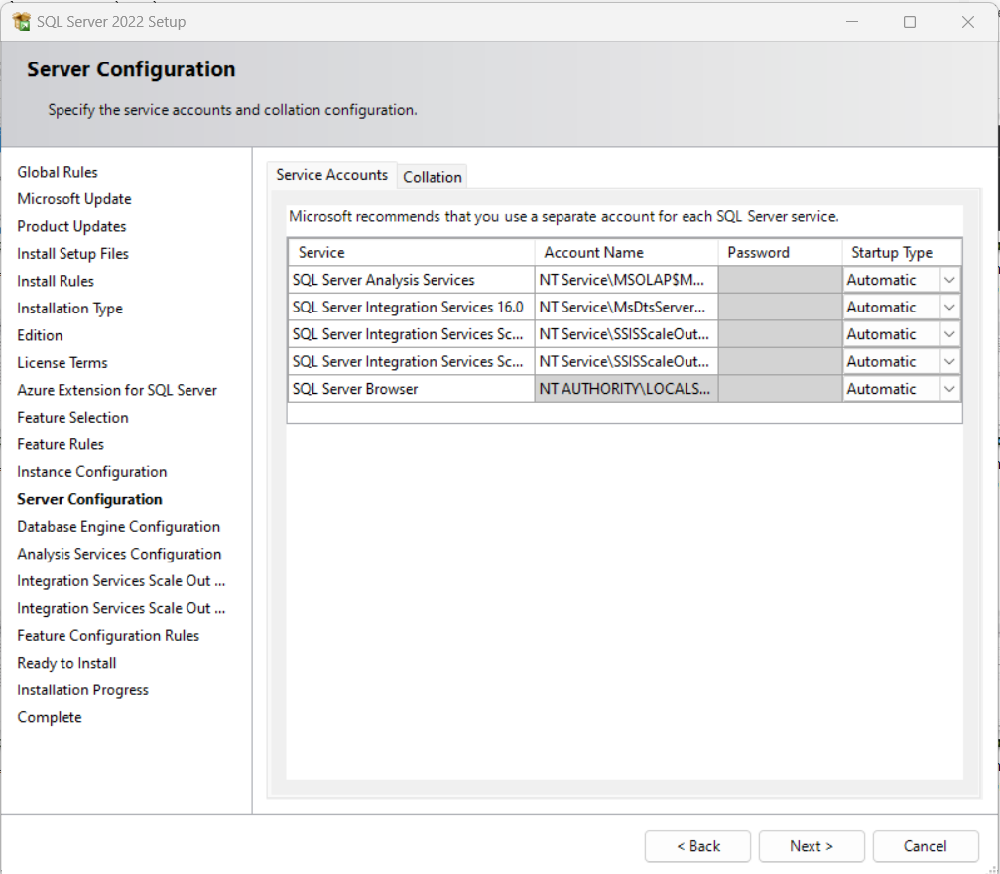 SQL Server 2022 Setup
Server Configuration
Specify the service accounts and collation configuration.
Global Rules
Microsoft Update
Product Updates
Install Setup Files
Install Rules
Installation Type
Edition
License Terms
Azure Extension for SQL Server
Feature Selection
Feature Rules
Instance Configuration
Server Configuration
Database Engine Configuration
Analysis Services Configuration
Integration Services Scale Out ...
Integration Services Scale Out ...
Feature Configuration Rules
Ready to Install
Installation Progress
Complete
Service Accounts Collation
Microsoft recommends that you use a separate account for each SQL Server service.
Service Account Name Password Startup Type
SQL Server Analysis Services NT Service\MSOLAP$M... Automatic
SQL Server Integration Services 16.0 NT Service\MsDtsServer... Automatic
SQL Server Integration Services Sc... NT Service\SSISScaleOut... Automatic
SQL Server Integration Services Sc... NT Service\SSISScaleOut... Automatic
SQL Server Browser NT AUTHORITY\LOCALS... Automatic
< Back Next > Cancel